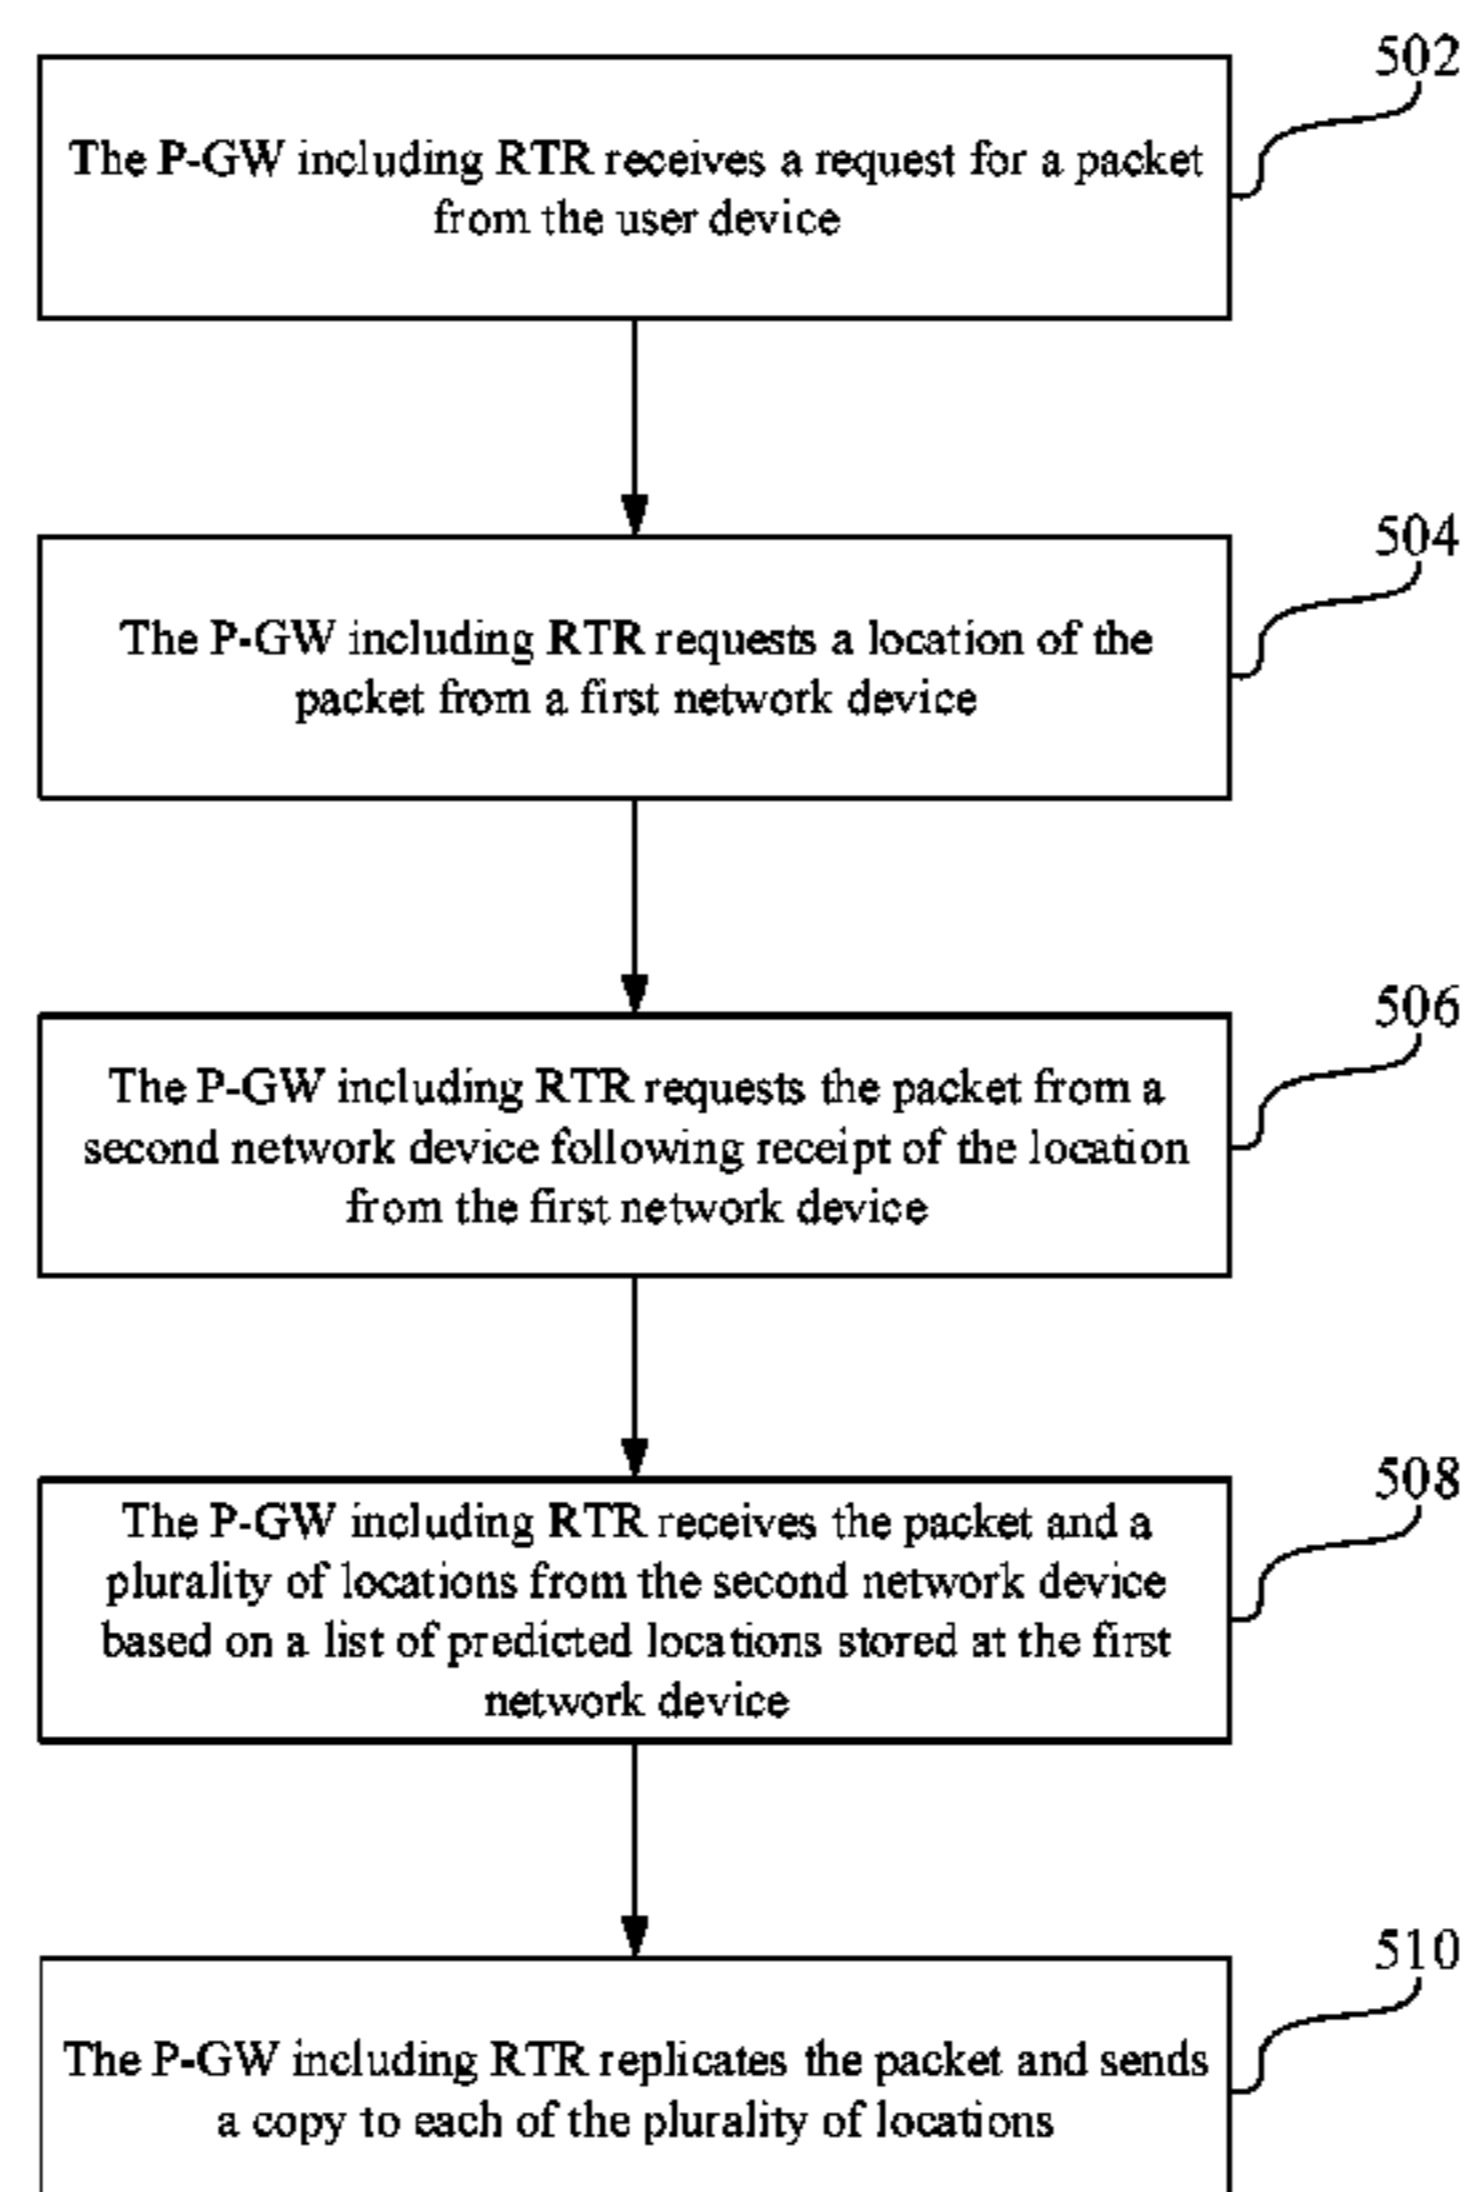 502
The P-GW including RTR receives a request for a packet
from the user device
504
The P-GW including RTR requests a location of the
packet from a first network device
506
The P-GW including RTR requests the packet from a
second network device following receipt of the location
from the first network device
508
The P-GW including RTR receives the packet and a
plurality of locations from the second network device
based on a list of predicted locations stored at the first
network device
510
The P-GW including RTR replicates the packet and sends
a copy to each of the plurality of locations